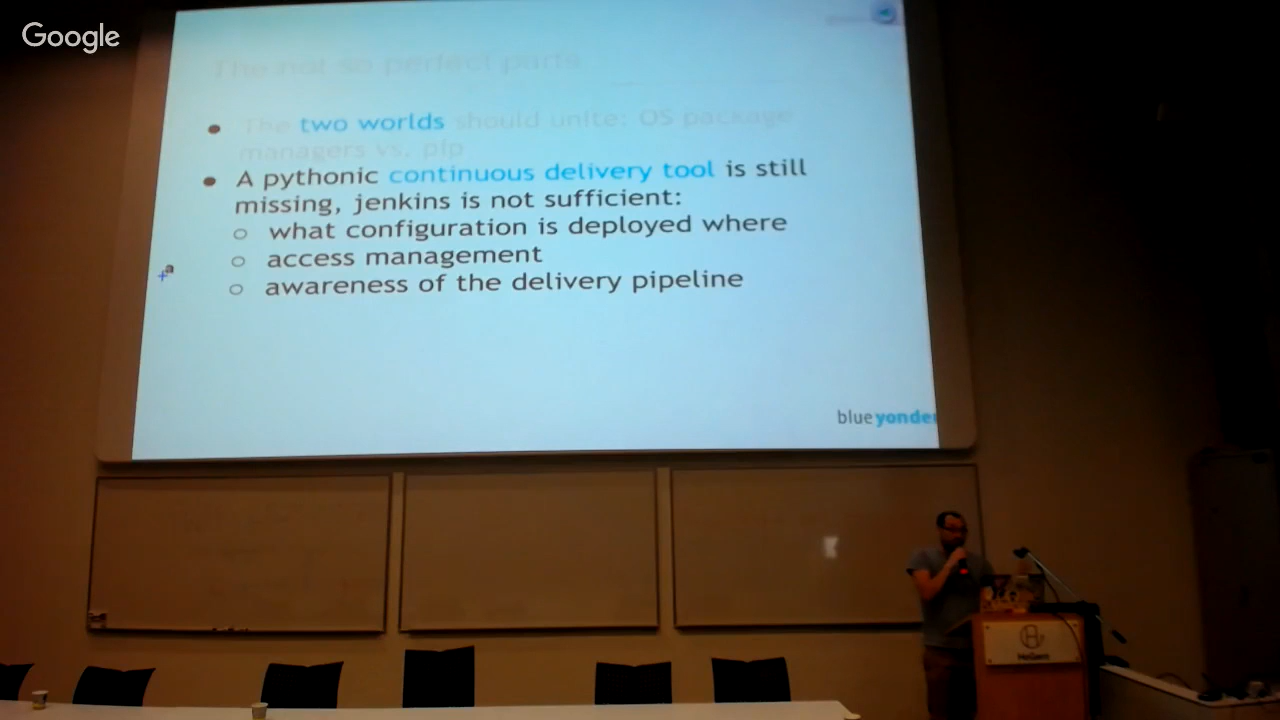 Google
The not so perfect parts
The two worlds should unite: OS package
managers vs. pip
A pythonic continuous delivery tool is still
missing, jenkins is not sufficient:
what configuration is deployed where
access management
awareness of the delivery pipeline
a
blueyonder
HoGent